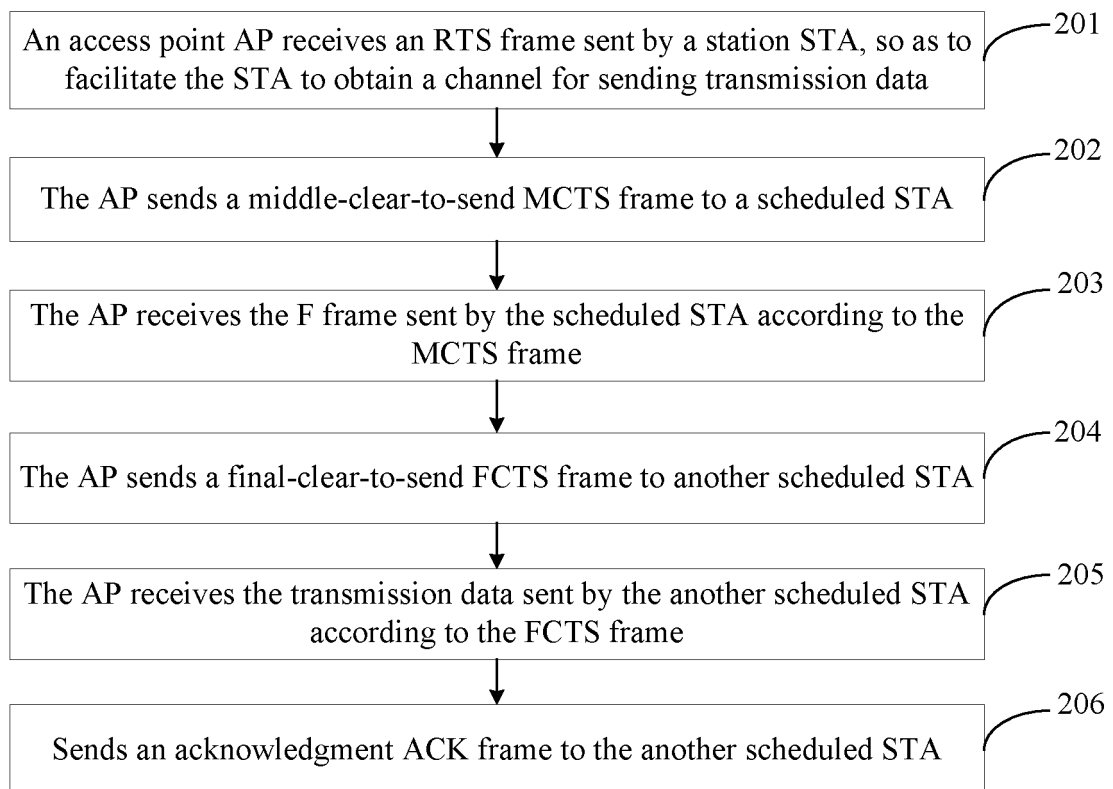 An access point AP receives an RTS frame sent by a station STA, so as to
facilitate the STA to obtain a channel for sending transmission data
201
The AP sends a middle-clear-to-send MCTS frame to a scheduled STA
202
The AP receives the F frame sent by the scheduled STA according to the
MCTS frame
203
The AP sends a final-clear-to-send FCTS frame to another scheduled STA
204
The AP receives the transmission data sent by the another scheduled STA
according to the FCTS frame
205
Sends an acknowledgment ACK frame to the another scheduled STA
206